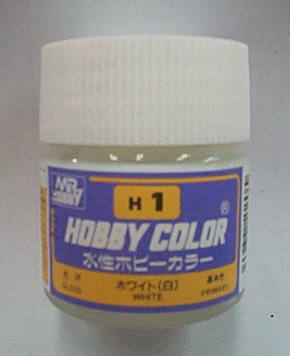 MR HOBBY
H 1
HOBBY COLOR ®
水性ホビーカラー
光沢 ホワイト(白) 基本色
GLOSS WHITE PRIMARY